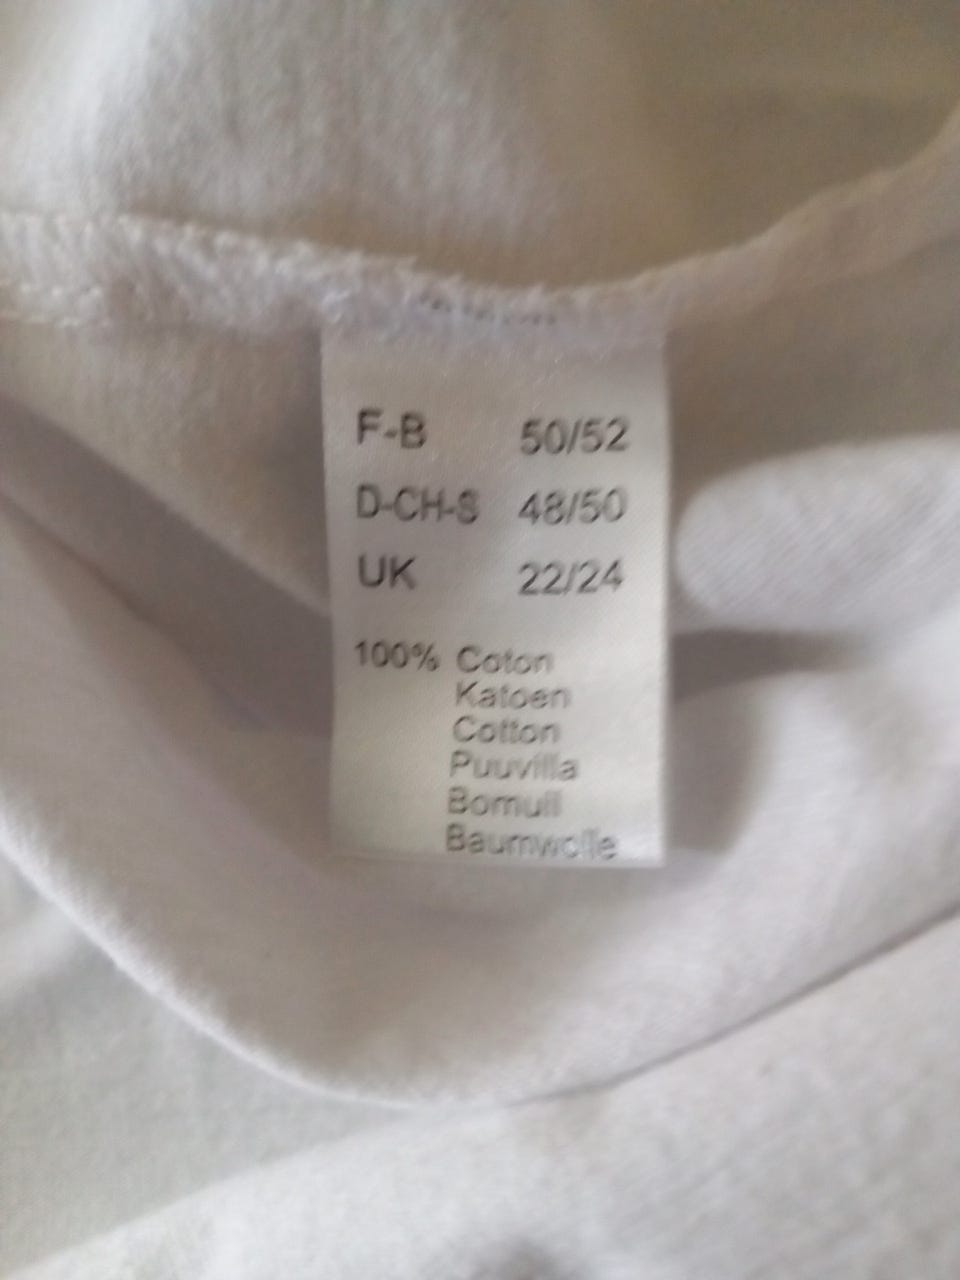 F-B 50/52
D-CH-S 48/50
UK 22/24
100% Coton
Katoen
Cotton
Puuvilla
Bomull
Baumwolle